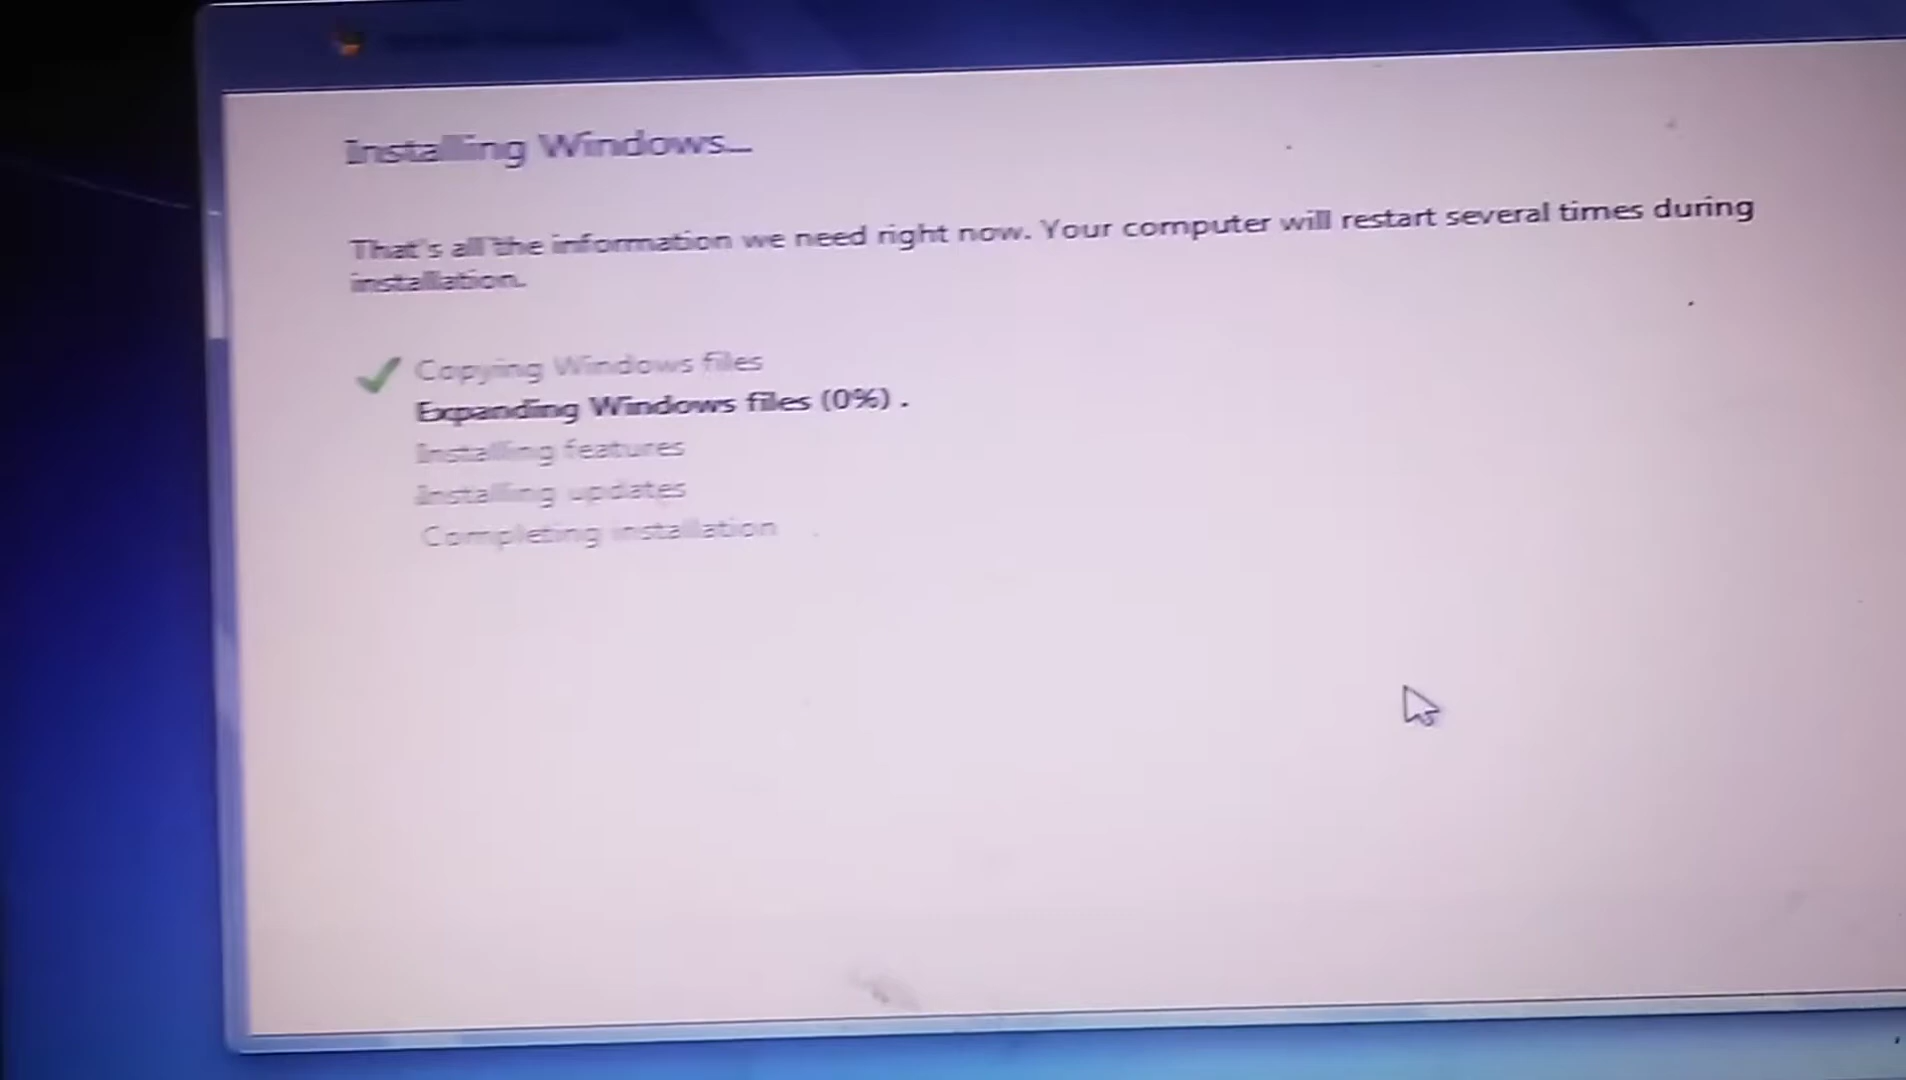 Installing Windows...
That's all the information we need right now. Your computer will restart several times during
installation.
Copying Windows files
Expanding Windows files (0%) .
Installing features
Installing updates
Completing installation